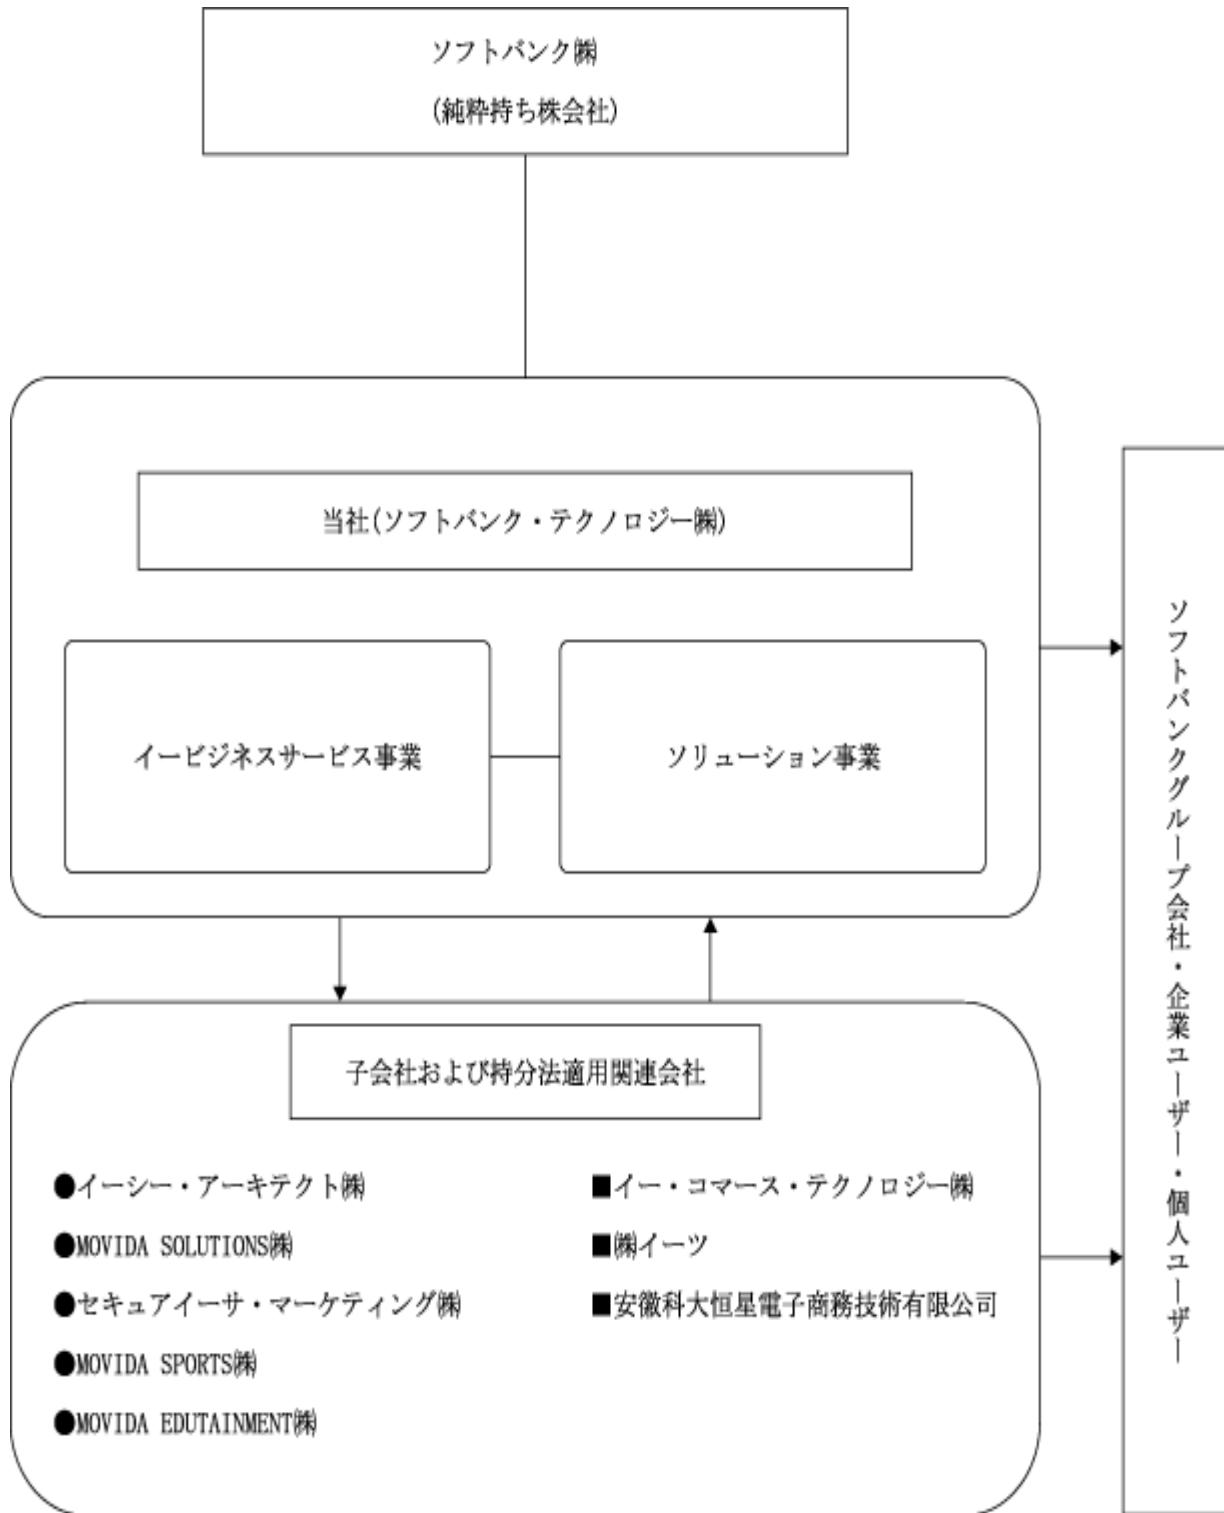 ソフトバンク㈱
(純粋持ち株会社)
当社(ソフトバンク・テクノロジー㈱)
イービジネスサービス事業
ソリューション事業
子会社および持分法適用関連会社
●イーシー・アーキテクト㈱
●MOVIDA SOLUTIONS㈱
●セキュアイーサ・マーケティング㈱
●MOVIDA SPORTS㈱
●MOVIDA EDUTAINMENT㈱
■イー・コマース・テクノロジー㈱
■㈱イーツ
■安徽科大恒星電子商務技術有限公司
ソフトバンクグループ会社・企業ユーザー・個人ユーザー